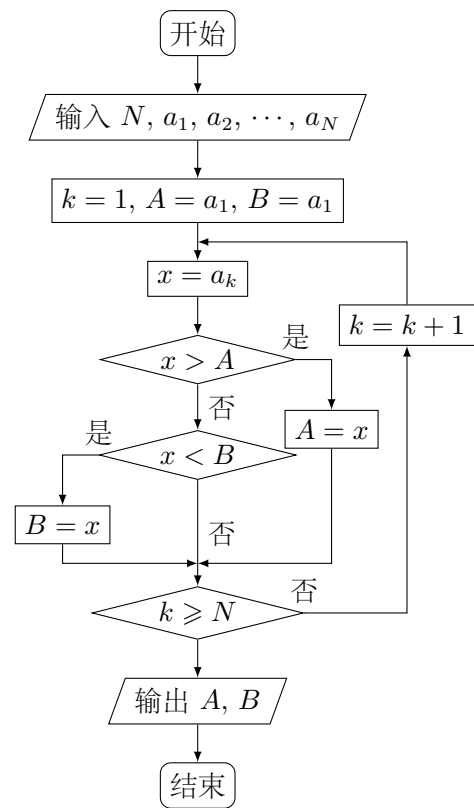 开始
输入 N, a₁, a₂, ···, a_N
k = 1, A = a₁, B = a₁
x = a_k
k = k + 1
x > A
是
否
A = x
x < B
是
否
B = x
k ⩾ N
否
输出 A, B
结束